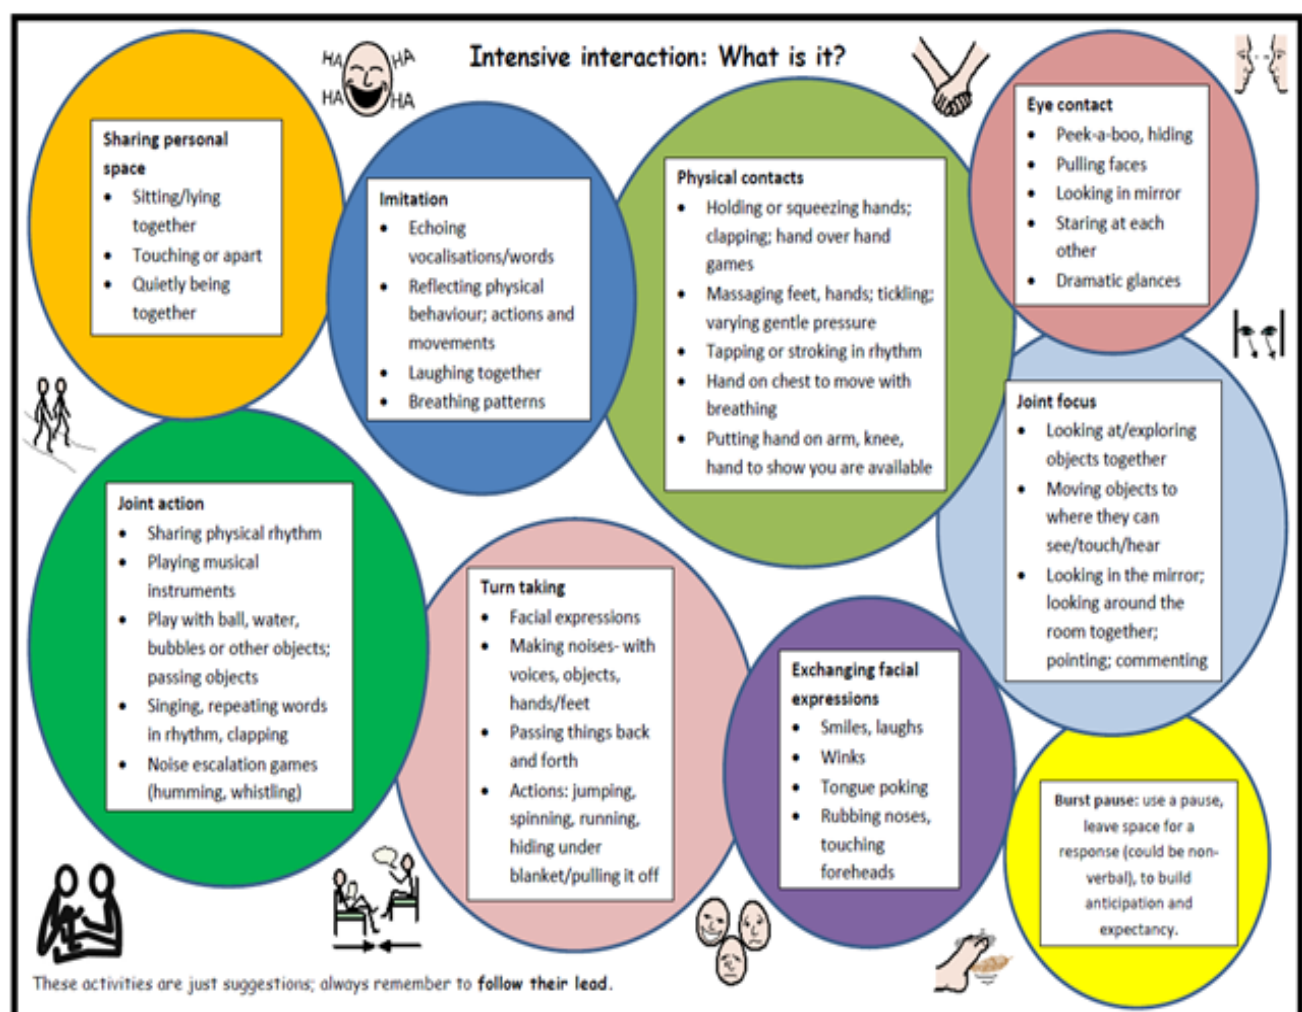 Intensive interaction: What is it?
HA HA
HA HA
Sharing personal
space
• Sitting/lying
together
• Touching or apart
• Quietly being
together
Imitation
• Echoing
vocalisations/words
• Reflecting physical
behaviour; actions and
movements
• Laughing together
• Breathing patterns
Physical contacts
• Holding or squeezing hands;
clapping; hand over hand
games
• Massaging feet, hands; tickling;
varying gentle pressure
• Tapping or stroking in rhythm
• Hand on chest to move with
breathing
• Putting hand on arm, knee,
hand to show you are available
Eye contact
• Peek-a-boo, hiding
• Pulling faces
• Looking in mirror
• Staring at each
other
• Dramatic glances
Joint focus
• Looking at/exploring
objects together
• Moving objects to
where they can
see/touch/hear
• Looking in the mirror;
looking around the
room together;
pointing; commenting
Joint action
• Sharing physical rhythm
• Playing musical
instruments
• Play with ball, water,
bubbles or other objects;
passing objects
• Singing, repeating words
in rhythm, clapping
• Noise escalation games
(humming, whistling)
Turn taking
• Facial expressions
• Making noises- with
voices, objects,
hands/feet
• Passing things back
and forth
• Actions: jumping,
spinning, running,
hiding under
blanket/pulling it off
Exchanging facial
expressions
• Smiles, laughs
• Winks
• Tongue poking
• Rubbing noses,
touching
foreheads
Burst pause: use a pause,
leave space for a
response (could be non-
verbal), to build
anticipation and
expectancy.
These activities are just suggestions; always remember to follow their lead.